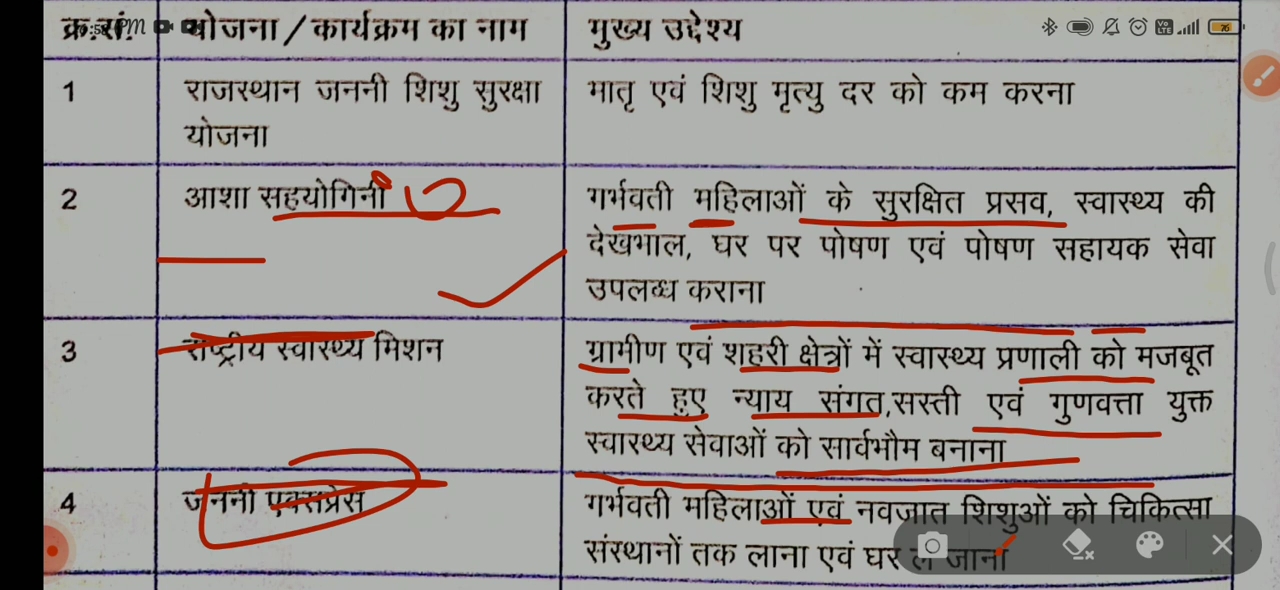 क्र.सं. योजना / कार्यक्रम का नाम मुख्य उद्देश्य
1 राजस्थान जननी शिशु सुरक्षा मातृ एवं शिशु मृत्यु दर को कम करना
योजना
2 आशा सहयोगिनी गर्भवती महिलाओं के सुरक्षित प्रसव, स्वास्थ्य की
देखभाल, घर पर पोषण एवं पोषण सहायक सेवा
उपलब्ध कराना
3 राष्ट्रीय स्वास्थ्य मिशन ग्रामीण एवं शहरी क्षेत्रों में स्वास्थ्य प्रणाली को मजबूत
करते हुए न्याय संगत,सस्ती एवं गुणवत्ता युक्त
स्वास्थ्य सेवाओं को सार्वभौम बनाना
4 जननी एक्सप्रेस गर्भवती महिलाओं एवं नवजात शिशुओं को चिकित्सा
संस्थानों तक लाना एवं घर ले जाना